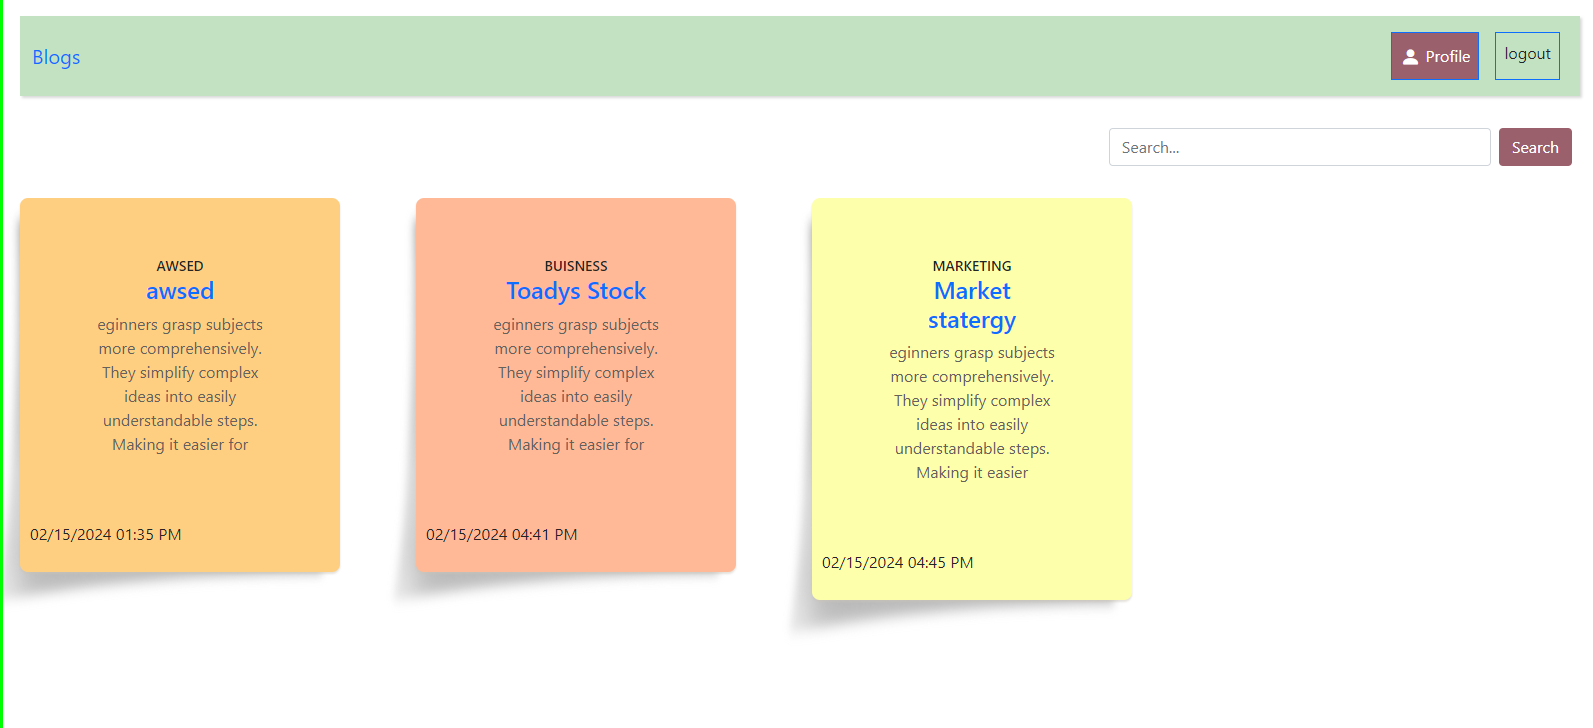 Blogs
Profile
logout
Search...
Search
AWSED
awsed
eginners grasp subjects
more comprehensively.
They simplify complex
ideas into easily
understandable steps.
Making it easier for
02/15/2024 01:35 PM
BUISNESS
Toadys Stock
eginners grasp subjects
more comprehensively.
They simplify complex
ideas into easily
understandable steps.
Making it easier for
02/15/2024 04:41 PM
MARKETING
Market
statergy
eginners grasp subjects
more comprehensively.
They simplify complex
ideas into easily
understandable steps.
Making it easier
02/15/2024 04:45 PM